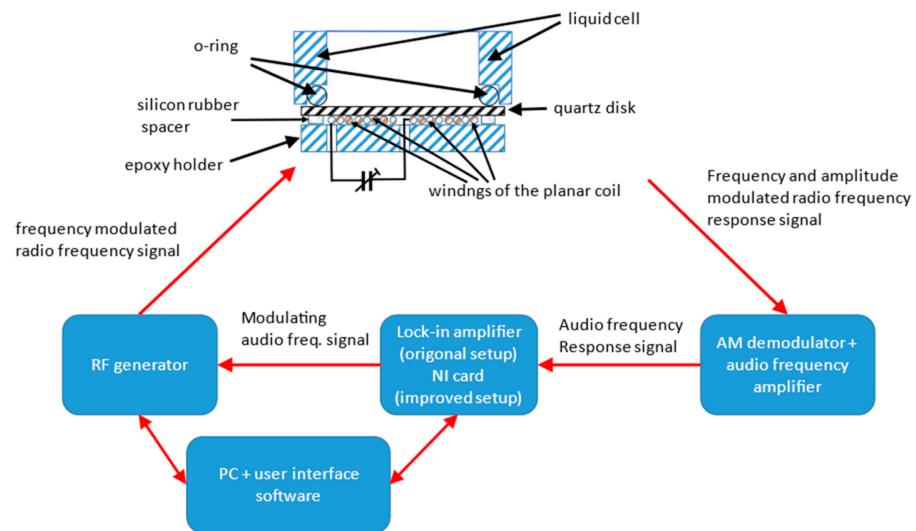 liquid cell
o-ring
silicon rubber
spacer
quartz disk
epoxy holder
windngs of the planar coil
Frequency and amplitude
modulated radio frequency
response signal
frequency modulated
radio frequency signal
Modulating
audio freq. signal
Audio frequency
Response signal
RF generator
Lock-in amplifier
(origonal setup)
NI card
(improved setup)
AM demodulator +
audio frequency
amplifier
PC + user interface
software